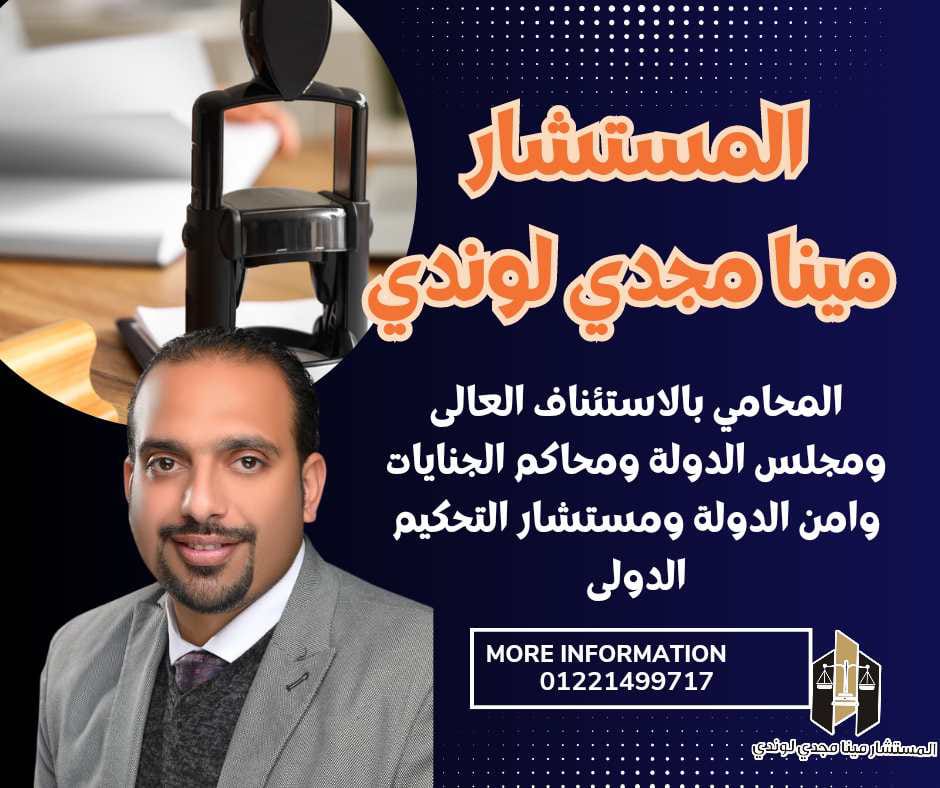 المستشار
مينا مجدي لوندي
المحامي بالاستئناف العالى
ومجلس الدولة ومحاكم الجنايات
وامن الدولة ومستشار التحكيم
الدولى
MORE INFORMATION
01221499717
المستشار مينا مجدي لوندي